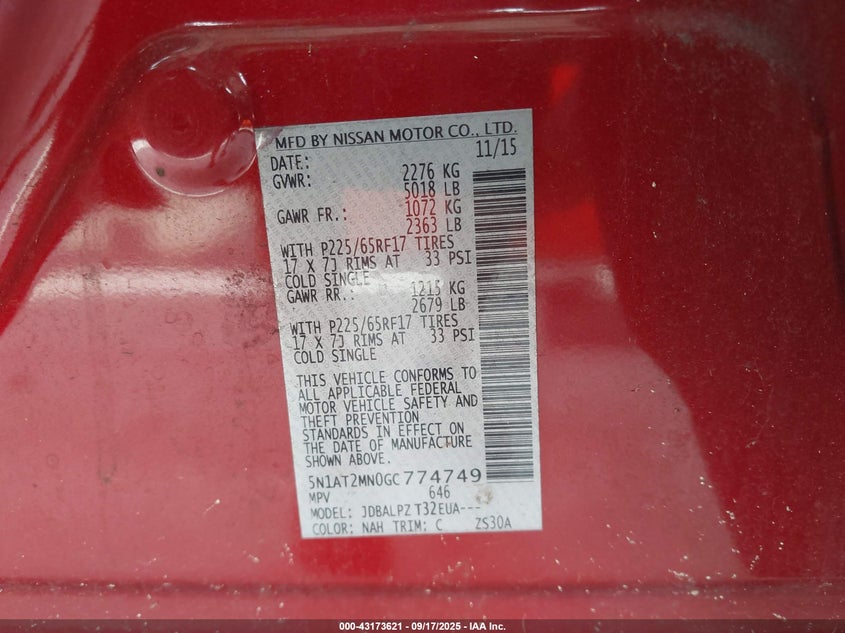 MFD BY NISSAN MOTOR CO., LTD.
DATE: 11/15
GVWR: 2276 KG
5018 LB
GAWR FR.: 1072 KG
2363 LB
WITH P225/65RF17 TIRES
17 X 7J RIMS AT 33 PSI
COLD SINGLE
GAWR RR.: 1215 KG
2679 LB
WITH P225/65RF17 TIRES
17 X 7J RIMS AT 33 PSI
COLD SINGLE
THIS VEHICLE CONFORMS TO
ALL APPLICABLE FEDERAL
MOTOR VEHICLE SAFETY AND
THEFT PREVENTION
STANDARDS IN EFFECT ON
THE DATE OF MANUFACTURE
SHOWN ABOVE.
5N1AT2MN0GC774749
MPV 646
MODEL: JDBALPZ T32EUA---
COLOR: NAH TRIM: C ZS30A
000-43173621 - 09/17/2025 - IAA Inc.